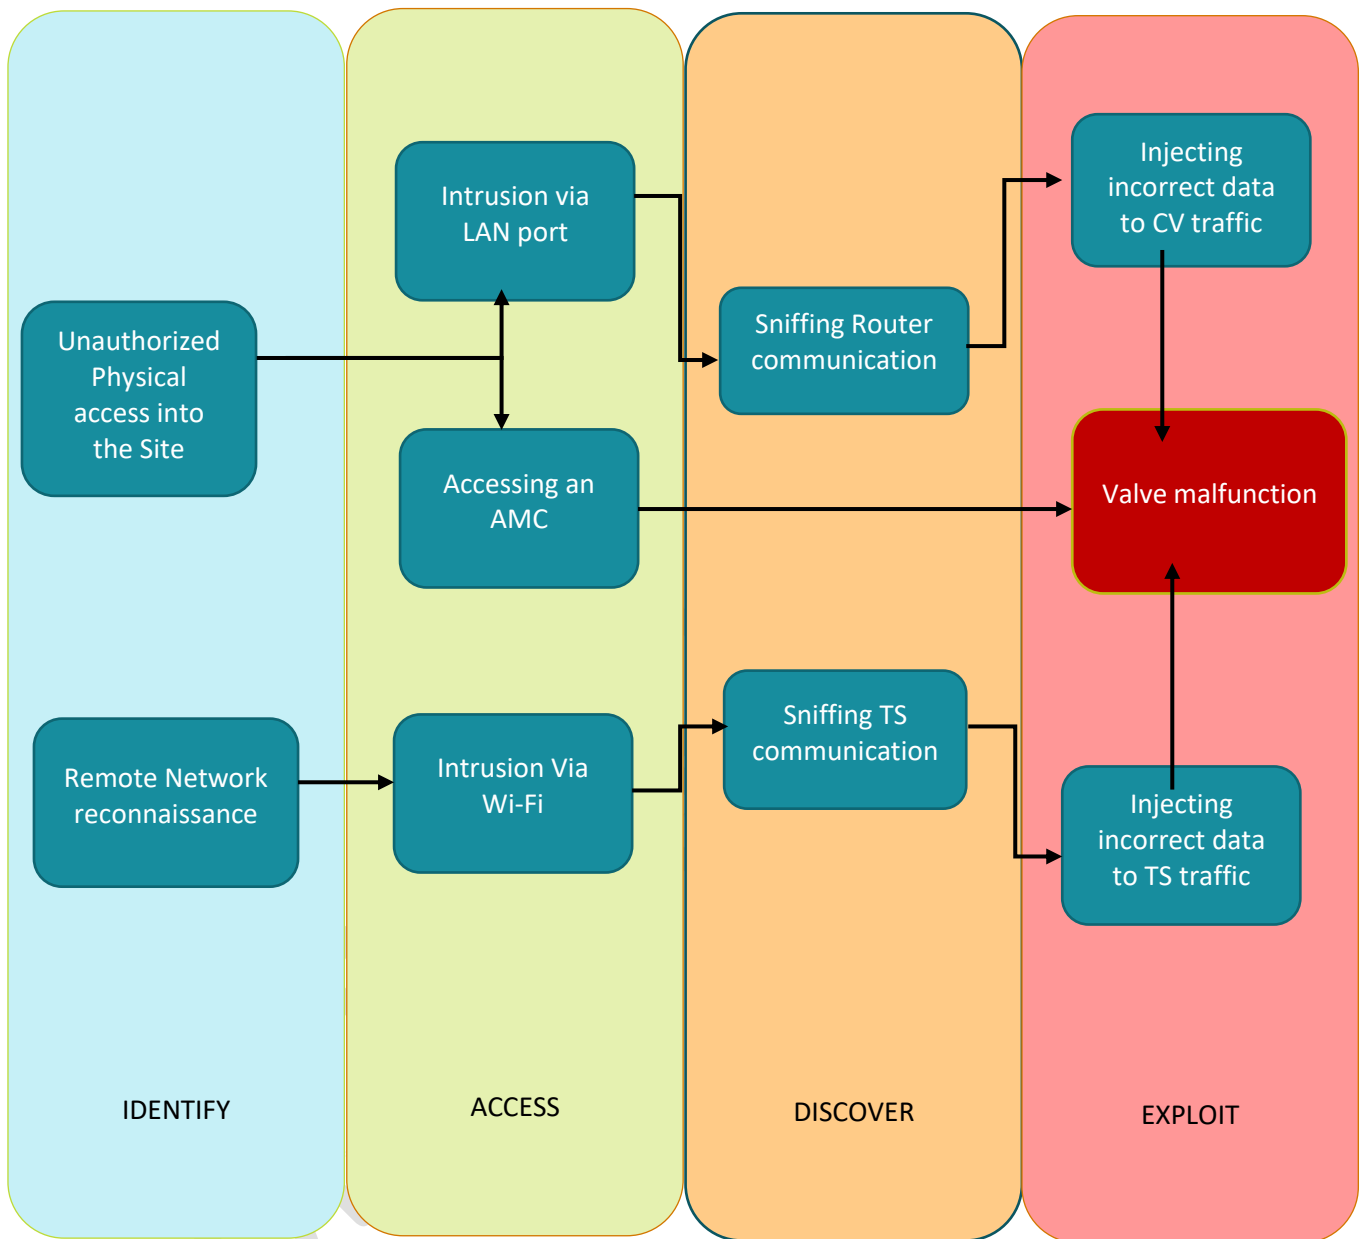 Unauthorized
Physical
access into
the Site
Remote Network
reconnaissance
IDENTIFY
Intrusion via
LAN port
Accessing an
AMC
Intrusion Via
Wi-Fi
ACCESS
Sniffing Router
communication
Sniffing TS
communication
DISCOVER
Injecting
incorrect data
to CV traffic
Valve malfunction
Injecting
incorrect data
to TS traffic
EXPLOIT